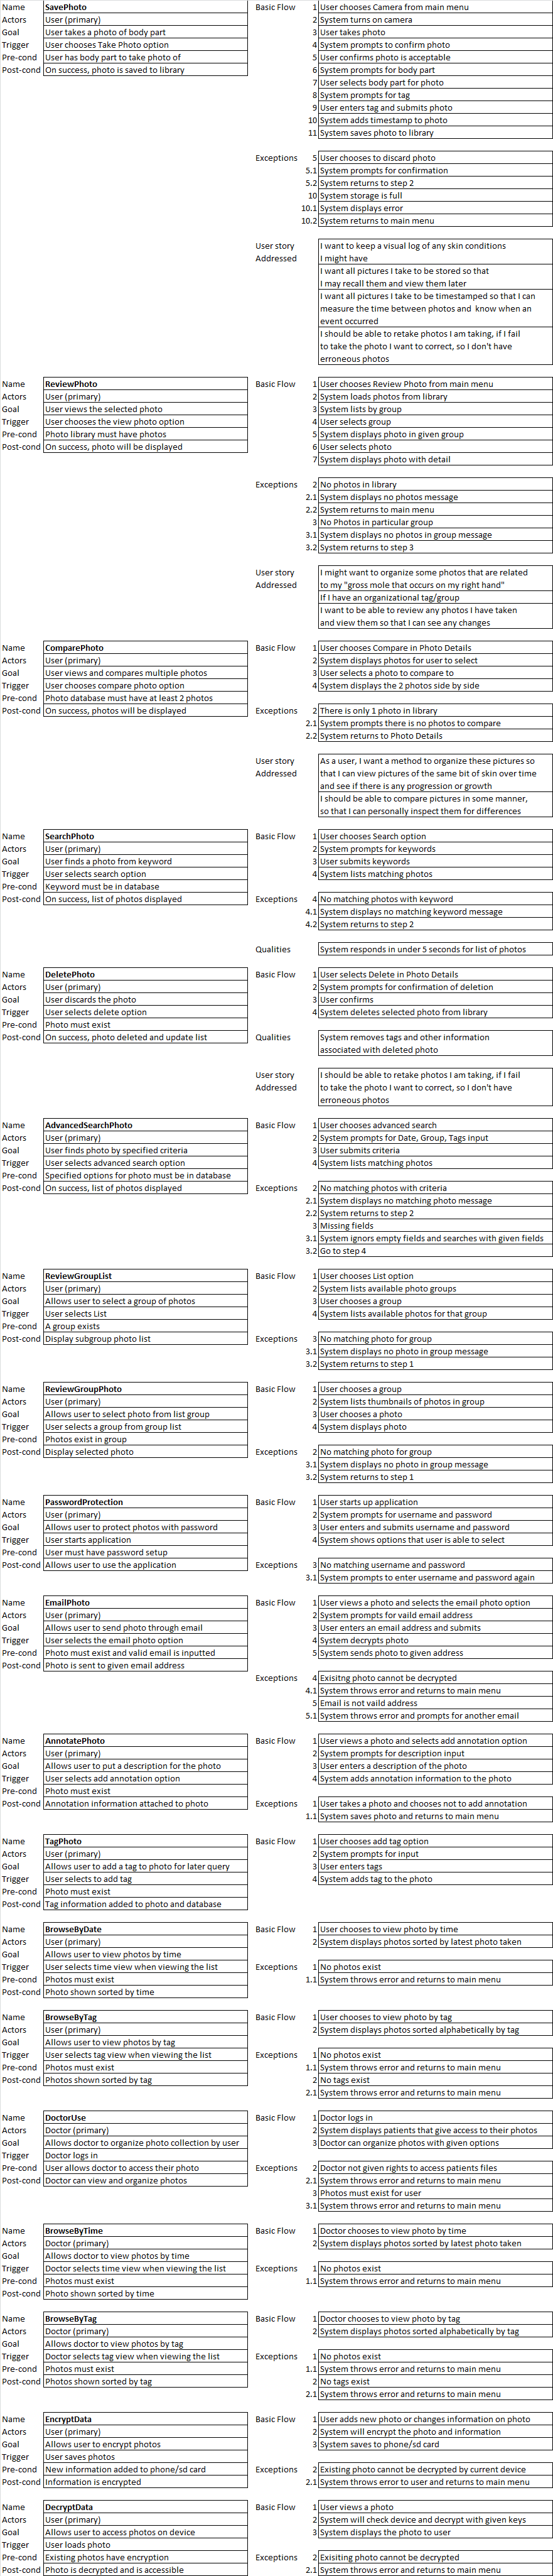 Name SavePhoto Basic Flow 1 User chooses Camera from main menu
Actors User (primary) 2 System turns on camera
Goal User takes a photo of body part 3 User takes photo
Trigger User chooses Take Photo option 4 System prompts to confirm photo
Pre-cond User has body part to take photo of 5 User confirms photo is acceptable
Post-cond On success, photo is saved to library 6 System prompts for body part
7 User selects body part for photo
8 System prompts for tag
9 User enters tag and submits photo
10 System adds timestamp to photo
11 System saves photo to library
Exceptions 5 User chooses to discard photo
5.1 System prompts for confirmation
5.2 System returns to step 2
10 System storage is full
10.1 System displays error
10.2 System returns to main menu
User story I want to keep a visual log of any skin conditions
Addressed I might have
I want all pictures I take to be stored so that
I may recall them and view them later
I want all pictures I take to be timestamped so that I can
measure the time between photos and know when an
event occurred
I should be able to retake photos I am taking, if I fail
to take the photo I want to correct, so I don't have
erroneous photos
Name ReviewPhoto Basic Flow 1 User chooses Review Photo from main menu
Actors User (primary) 2 System loads photos from library
Goal User views the selected photo 3 System lists by group
Trigger User chooses the view photo option 4 User selects group
Pre-cond Photo library must have photos 5 System displays photo in given group
Post-cond On success, photo will be displayed 6 User selects photo
7 System displays photo with detail
Exceptions 2 No photos in library
2.1 System displays no photos message
2.2 System returns to main menu
3 No Photos in particular group
3.1 System displays no photos in group message
3.2 System returns to step 3
User story I might want to organize some photos that are related
Addressed to my "gross mole that occurs on my right hand"
If I have an organizational tag/group
I want to be able to review any photos I have taken
and view them so that I can see any changes
Name ComparePhoto Basic Flow 1 User chooses Compare in Photo Details
Actors User (primary) 2 System displays photos for user to select
Goal User views and compares multiple photos 3 User selects a photo to compare to
Trigger User chooses compare photo option 4 System displays the 2 photos side by side
Pre-cond Photo database must have at least 2 photos
Post-cond On success, photos will be displayed Exceptions 2 There is only 1 photo in library
2.1 System prompts there is no photos to compare
2.2 System returns to Photo Details
User story As a user, I want a method to organize these pictures so
Addressed that I can view pictures of the same bit of skin over time
and see if there is any progression or growth
I should be able to compare pictures in some manner,
so that I can personally inspect them for differences
Name SearchPhoto Basic Flow 1 User chooses Search option
Actors User (primary) 2 System prompts for keywords
Goal User finds a photo from keyword 3 User submits keywords
Trigger User selects search option 4 System lists matching photos
Pre-cond Keyword must be in database
Post-cond On success, list of photos displayed Exceptions 4 No matching photos with keyword
4.1 System displays no matching keyword message
4.2 System returns to step 2
Qualities System responds in under 5 seconds for list of photos
Name DeletePhoto Basic Flow 1 User selects Delete in Photo Details
Actors User (primary) 2 System prompts for confirmation of deletion
Goal User discards the photo 3 User confirms
Trigger User selects delete option 4 System deletes selected photo from library
Pre-cond Photo must exist
Post-cond On success, photo deleted and update list Qualities System removes tags and other information
associated with deleted photo
User story I should be able to retake photos I am taking, if I fail
Addressed to take the photo I want to correct, so I don't have
erroneous photos
Name AdvancedSearchPhoto Basic Flow 1 User chooses advanced search
Actors User (primary) 2 System prompts for Date, Group, Tags input
Goal User finds photo by specified criteria 3 User submits criteria
Trigger User selects advanced search option 4 System lists matching photos
Pre-cond Specified options for photo must be in database
Post-cond On success, list of photos displayed Exceptions 2 No matching photos with criteria
2.1 System displays no matching photo message
2.2 System returns to step 2
3 Missing fields
3.1 System ignors empty fields and searches with given fields
3.2 Go to step 4
Name ReviewGroupList Basic Flow 1 User chooses List option
Actors User (primary) 2 System lists available photo groups
Goal Allows user to select a group of photos 3 User chooses a group
Trigger User selects List 4 System lists available photos for that group
Pre-cond A group exists
Post-cond Display subgroup photo list Exceptions 3 No matching photo for group
3.1 System displays no photo in group message
3.2 System returns to step 1
Name ReviewGroupPhoto Basic Flow 1 User chooses a group
Actors User (primary) 2 System lists thumbnails of photos in group
Goal Allows user to select photo from list group 3 User chooses a photo
Trigger User selects a group from group list 4 System displays photo
Pre-cond Photos exist in group
Post-cond Display selected photo Exceptions 2 No matching photo for group
3.1 System displays no photo in group message
3.2 System returns to step 1
Name PasswordProtection Basic Flow 1 User starts up application
Actors User (primary) 2 System prompts for username and password
Goal Allows user to protect photos with password 3 User enters and submits username and password
Trigger User starts application 4 System shows options that user is able to select
Pre-cond User must have password setup
Post-cond Allows user to use the application Exceptions 3 No matching username and password
3.1 System prompts to enter username and password again
Name EmailPhoto Basic Flow 1 User views a photo and selects the email photo option
Actors User (primary) 2 System prompts for vaild email address
Goal Allows user to send photo through email 3 User enters an email address and submits
Trigger User selects the email photo option 4 System decrypts photo
Pre-cond Photo must exist and valid email is inputted 5 System sends photo to given address
Post-cond Photo is sent to given email address
Exceptions 4 Exisitng photo cannot be decrypted
4.1 System throws error and returns to main menu
5 Email is not vaild address
5.1 System throws error and prompts for another email
Name AnnotatePhoto Basic Flow 1 User views a photo and selects add annotation option
Actors User (primary) 2 System prompts for description input
Goal Allows user to put a description for the photo 3 User enters a description of the photo
Trigger User selects add annotation option 4 System adds annotation information to the photo
Pre-cond Photo must exist
Post-cond Annotation information attached to photo Exceptions 1 User takes a photo and chooses not to add annotation
1.1 System saves photo and returns to main menu
Name TagPhoto Basic Flow 1 User chooses add tag option
Actors User (primary) 2 System prompts for input
Goal Allows user to add a tag to photo for later query 3 User enters tags
Trigger User selects to add tag 4 System adds tag to the photo
Pre-cond Photo must exist
Post-cond Tag information added to photo and database
Name BrowseByDate Basic Flow 1 User chooses to view photo by time
Actors User (primary) 2 System displays photos sorted by latest photo taken
Goal Allows user to view photos by time
Trigger User selects time view when viewing the list Exceptions 1 No photos exist
Pre-cond Photos must exist 1.1 System throws error and returns to main menu
Post-cond Photo shown sorted by time
Name BrowseByTag Basic Flow 1 User chooses to view photo by tag
Actors User (primary) 2 System displays photos sorted alphabetically by tag
Goal Allows user to view photos by tag
Trigger User selects tag view when viewing the list Exceptions 1 No photos exist
Pre-cond Photos must exist 1.1 System throws error and returns to main menu
Post-cond Photos shown sorted by tag 2 No tags exist
2.1 System throws error and returns to main menu
Name DoctorUse Basic Flow 1 Doctor logs in
Actors Doctor (primary) 2 System displays patients that give access to their photos
Goal Allows doctor to organize photo collection by user 3 Doctor can organize photos with given options
Trigger Doctor logs in
Pre-cond User allows doctor to access their photo Exceptions 2 Doctor not given rights to access patients files
Post-cond Doctor can view and organize photos 2.1 System throws error and returns to main menu
3 Photos must exist for user
3.1 System throws error and returns to main menu
Name BrowseByTime Basic Flow 1 Doctor chooses to view photo by time
Actors Doctor (primary) 2 System displays photos sorted by latest photo taken
Goal Allows doctor to view photos by time
Trigger Doctor selects time view when viewing the list Exceptions 1 No photos exist
Pre-cond Photos must exist 1.1 System throws error and returns to main menu
Post-cond Photo shown sorted by time
Name BrowseByTag Basic Flow 1 Doctor chooses to view photo by tag
Actors Doctor (primary) 2 System displays photos sorted alphabetically by tag
Goal Allows doctor to view photos by tag
Trigger Doctor selects tag view when viewing the list Exceptions 1 No photos exist
Pre-cond Photos must exist 1.1 System throws error and returns to main menu
Post-cond Photos shown sorted by tag 2 No tags exist
2.1 System throws error and returns to main menu
Name EncryptData Basic Flow 1 User adds new photo or changes information on photo
Actors User (primary) 2 System will encrypt the photo and information
Goal Allows user to encrypt photos 3 System saves to phone/sd card
Trigger User saves photos
Pre-cond New information added to phone/sd card Exceptions 2 Existing photo cannot be decrypted by current device
Post-cond Information is encrypted 2.1 System throws error to user and returns to main menu
Name DecryptData Basic Flow 1 User views a photo
Actors User (primary) 2 System will check device and decrypt with given keys
Goal Allows user to access photos on device 3 System displays the photo to user
Trigger User loads photo
Pre-cond Existing photos have encryption Exceptions 2 Exisiting photo cannot be decrypted
Post-cond Photo is decrypted and is accessible 2.1 System throws error and returns to main menu